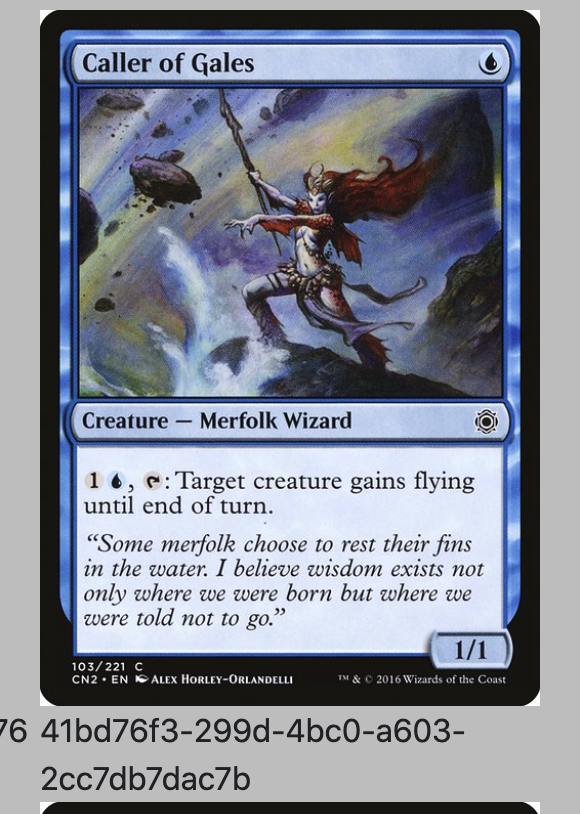 Caller of Gales
Creature — Merfolk Wizard
1 , : Target creature gains flying
until end of turn.
“Some merfolk choose to rest their fins
in the water. I believe wisdom exists not
only where we were born but where we
were told not to go.”
1/1
103/221 C
CN2 • EN Alex Horley-Orlandelli
™ & © 2016 Wizards of the Coast
76 41bd76f3-299d-4bc0-a603-
2cc7db7dac7b